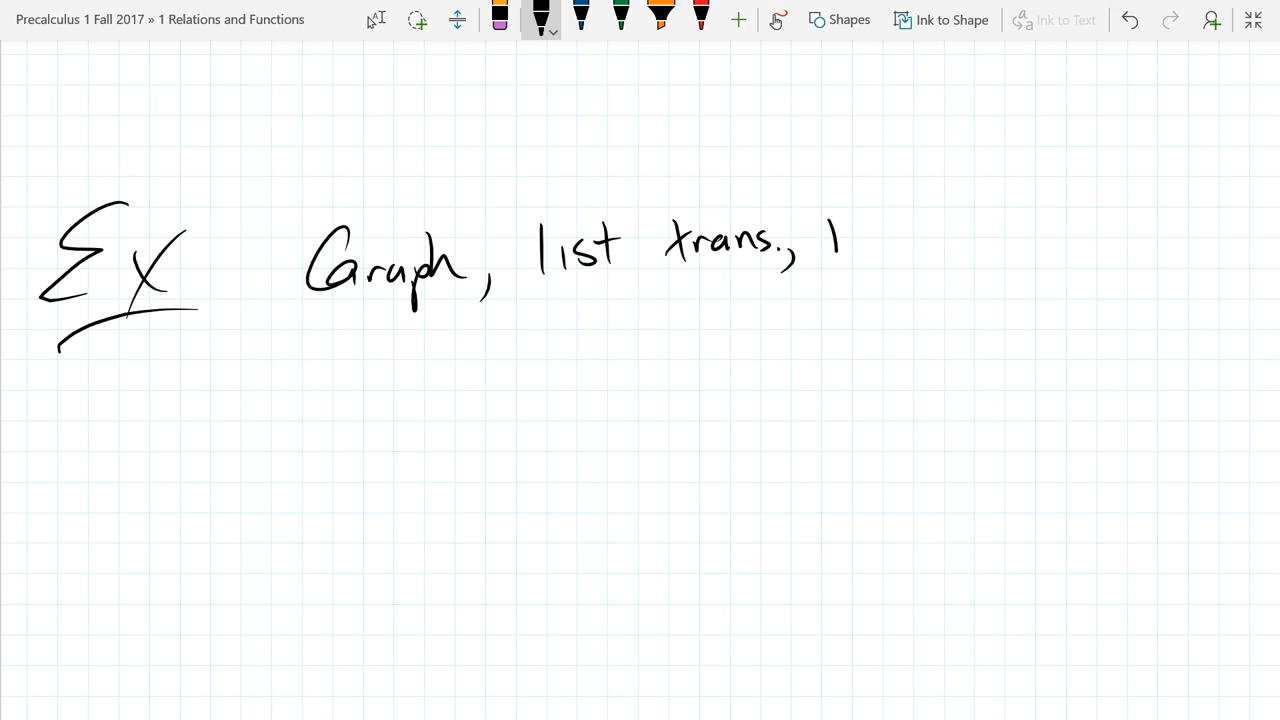 Precalculus 1 Fall 2017 » 1 Relations and Functions Shapes Ink to Shape Ink to Text
Ex Graph, list trans.,